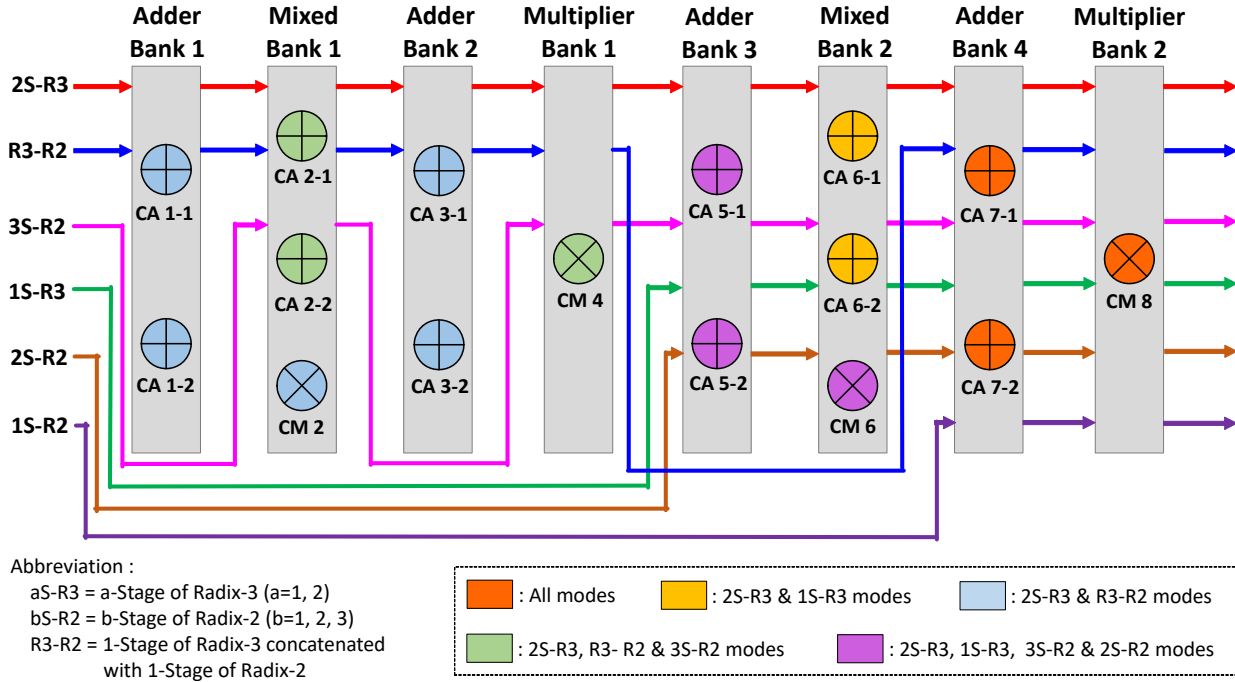 Adder Bank 1
Mixed Bank 1
Adder Bank 2
Multiplier Bank 1
Adder Bank 3
Mixed Bank 2
Adder Bank 4
Multiplier Bank 2
2S-R3
R3-R2
3S-R2
1S-R3
2S-R2
1S-R2
CA 1-1
CA 1-2
CA 2-1
CA 2-2
CM 2
CA 3-1
CA 3-2
CM 4
CA 5-1
CA 5-2
CA 6-1
CA 6-2
CM 6
CA 7-1
CA 7-2
CM 8
Abbreviation :
aS-R3 = a-Stage of Radix-3 (a=1, 2)
bS-R2 = b-Stage of Radix-2 (b=1, 2, 3)
R3-R2 = 1-Stage of Radix-3 concatenated
with 1-Stage of Radix-2
: All modes
: 2S-R3 & 1S-R3 modes
: 2S-R3 & R3-R2 modes
: 2S-R3, R3- R2 & 3S-R2 modes
: 2S-R3, 1S-R3, 3S-R2 & 2S-R2 modes